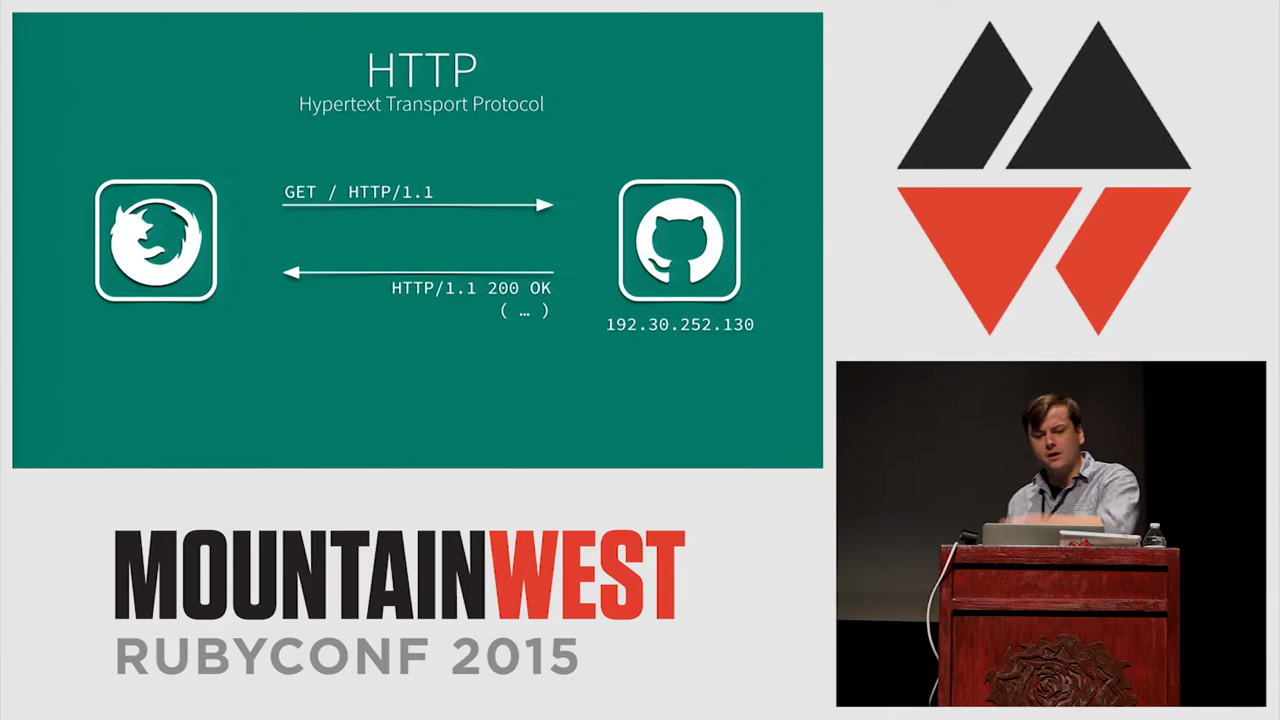 HTTP
Hypertext Transport Protocol
GET / HTTP/1.1
HTTP/1.1 200 OK
( … )
192.30.252.130
MOUNTAINWEST
RUBYCONF 2015